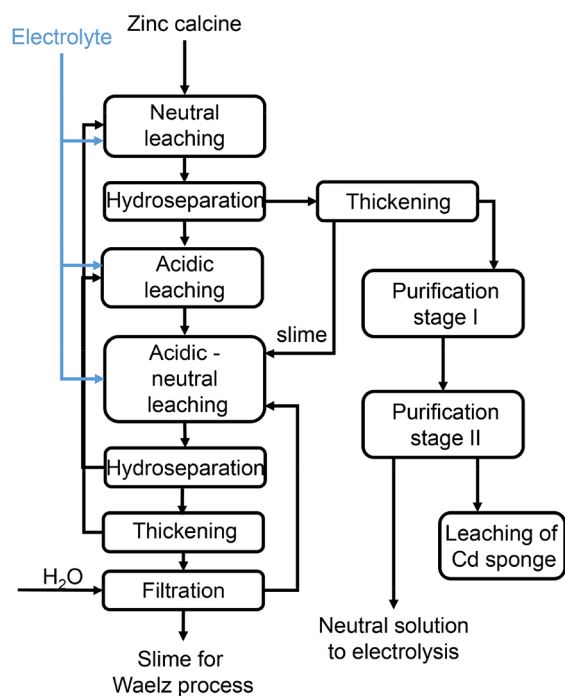 Zinc calcine
Electrolyte
Neutral
leaching
Hydroseparation
Thickening
Acidic
leaching
Purification
stage I
slime
Acidic -
neutral
leaching
Purification
stage II
Hydroseparation
Thickening
Leaching of
Cd sponge
H₂O
Filtration
Neutral solution
to electrolysis
Slime for
Waelz process